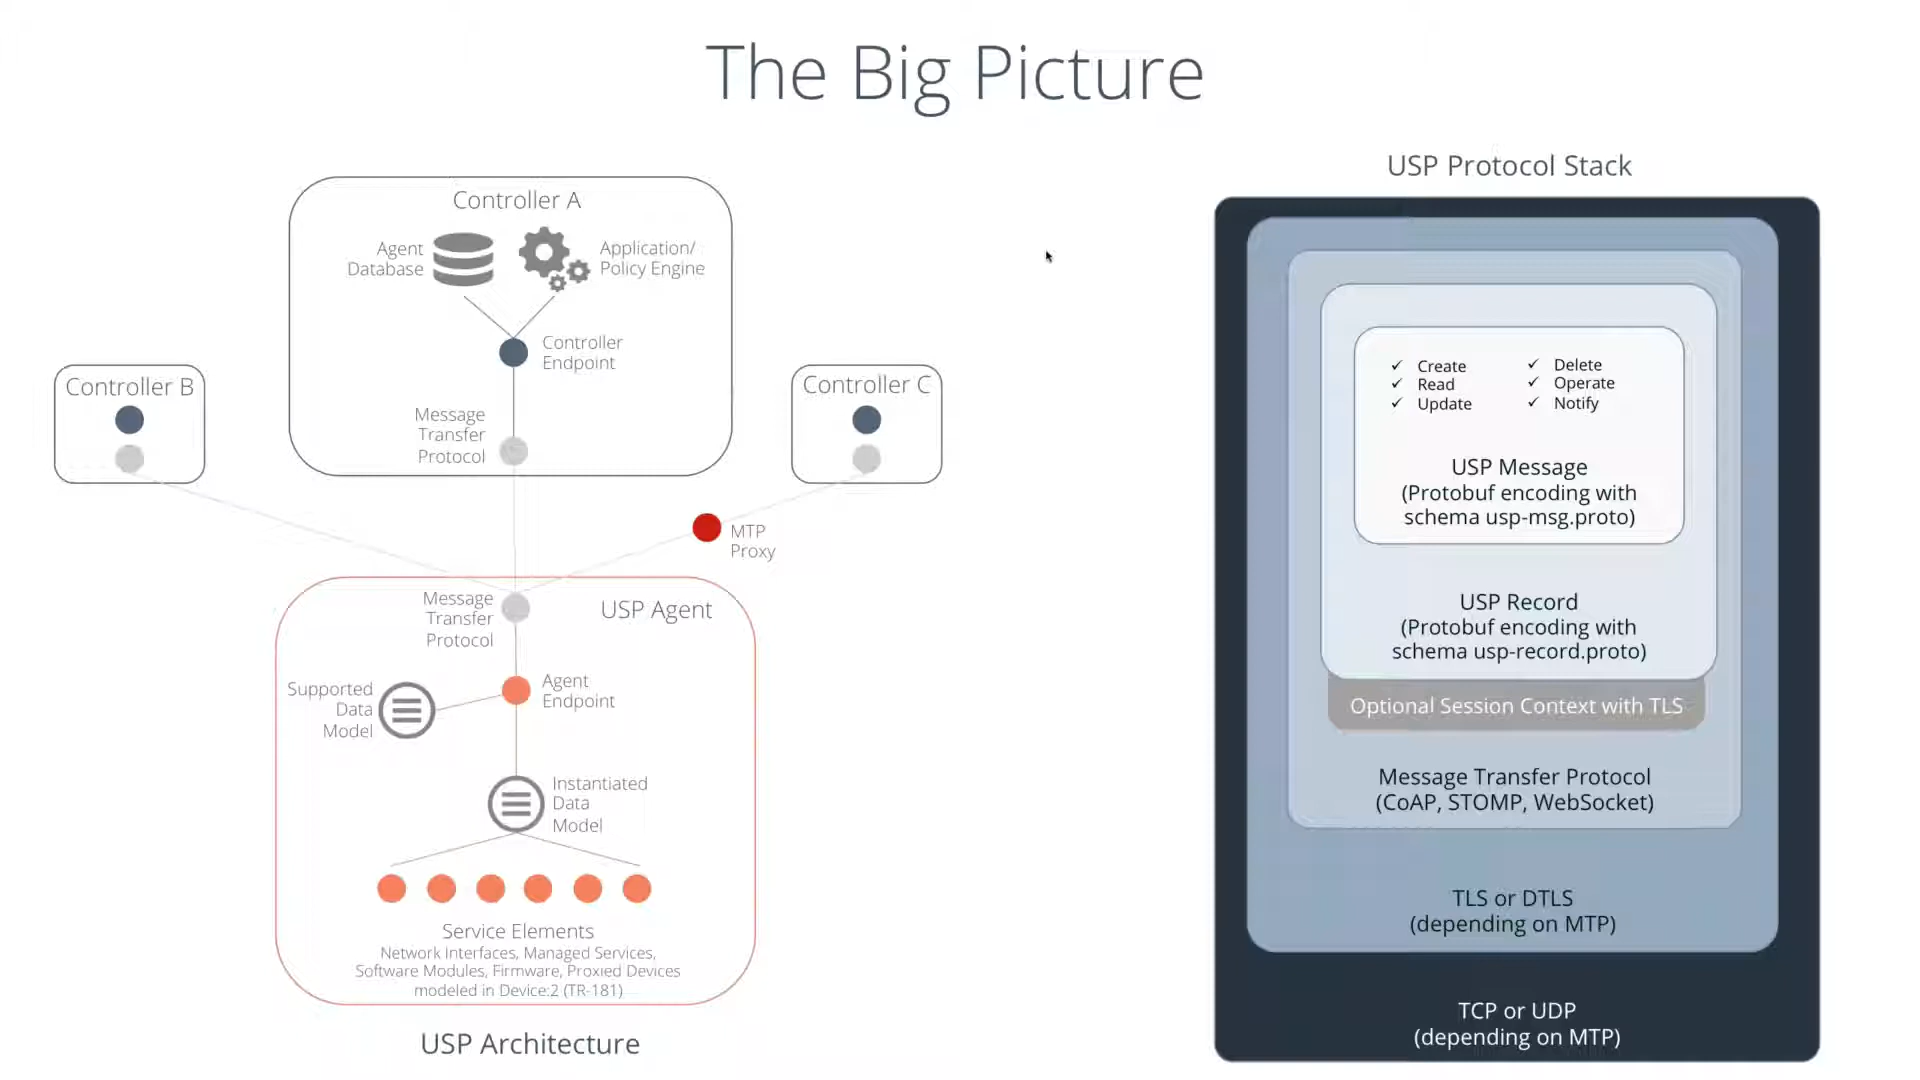 The Big Picture
Controller A
Agent
Database
Application/
Policy Engine
Controller
Endpoint
Message
Transfer
Protocol
Controller B
Controller C
MTP
Proxy
Message
Transfer
Protocol
USP Agent
Supported
Data
Model
Agent
Endpoint
Instantiated
Data
Model
Service Elements
Network Interfaces, Managed Services,
Software Modules, Firmware, Proxied Devices
modeled in Device:2 (TR-181)
USP Architecture
USP Protocol Stack
✓ Create
✓ Read
✓ Update
✓ Delete
✓ Operate
✓ Notify
USP Message
(Protobuf encoding with
schema usp-msg.proto)
USP Record
(Protobuf encoding with
schema usp-record.proto)
Optional Session Context with TLS
Message Transfer Protocol
(CoAP, STOMP, WebSocket)
TLS or DTLS
(depending on MTP)
TCP or UDP
(depending on MTP)